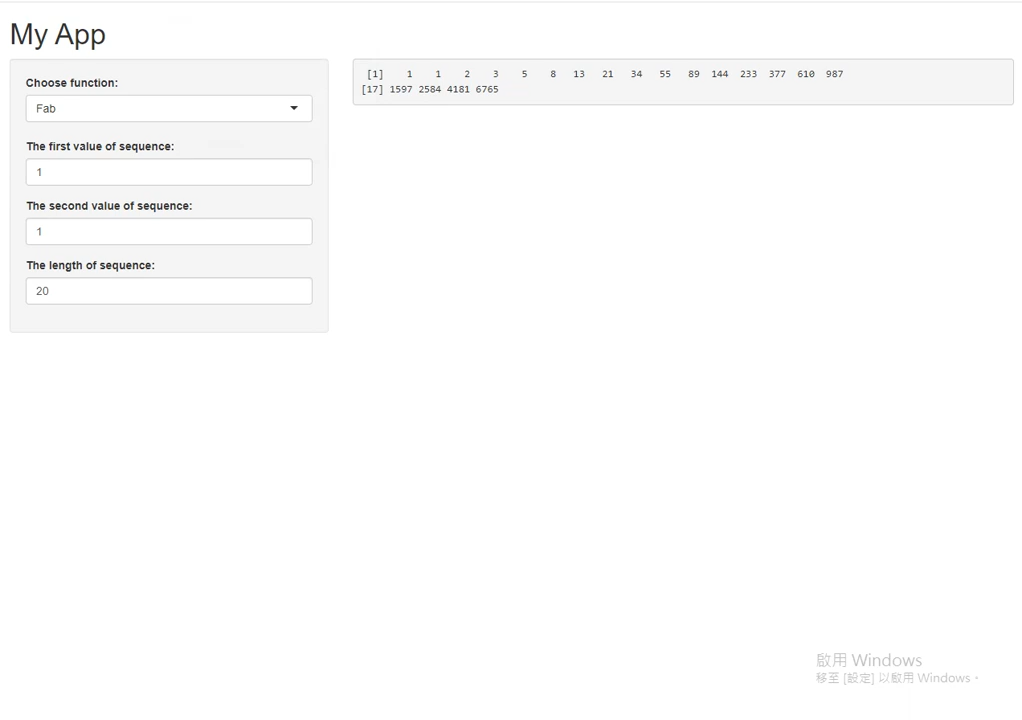 My App
Choose function:
Fab
The first value of sequence:
1
The second value of sequence:
1
The length of sequence:
20
[1] 1 1 2 3 5 8 13 21 34 55 89 144 233 377 610 987
[17] 1597 2584 4181 6765
啟用 Windows
移至 [設定] 以啟用 Windows。